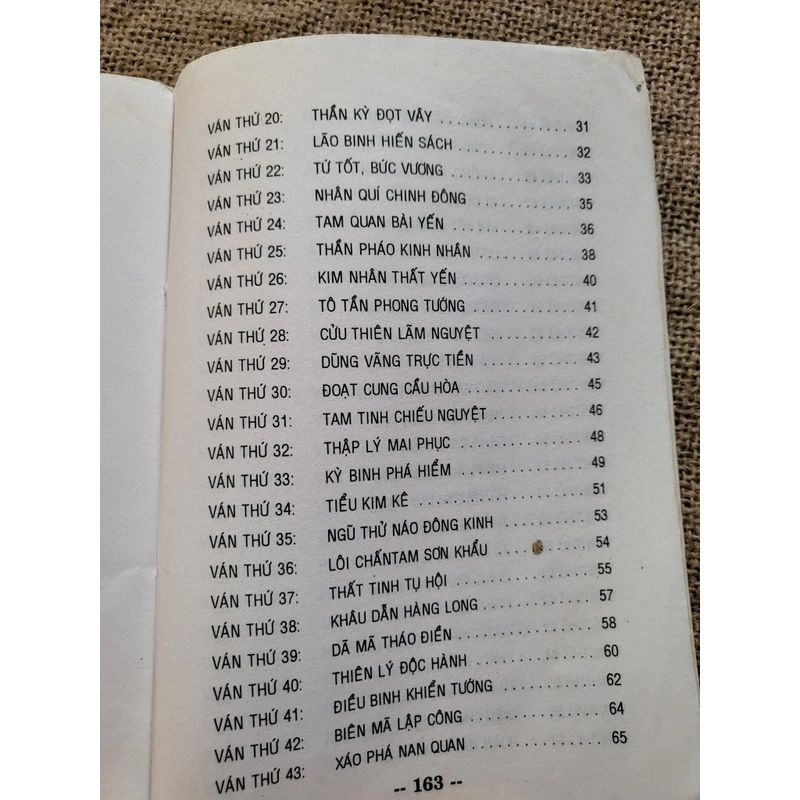 VÁN THỨ 20: THẦN KỲ ĐỌT VÂY ................ 31
VÁN THỨ 21: LÃO BINH HIẾN SÁCH ................ 32
VÁN THỨ 22: TỨ TỐT, BỨC VƯƠNG ................ 33
VÁN THỨ 23: NHÂN QUÍ CHINH ĐÔNG ................ 35
VÁN THỨ 24: TAM QUAN BÀI YẾN ................ 36
VÁN THỨ 25: THẦN PHÁO KINH NHÂN ................ 38
VÁN THỨ 26: KIM NHÂN THẤT YẾN ................ 40
VÁN THỨ 27: TÔ TẦN PHONG TƯỚNG ................ 41
VÁN THỨ 28: CỬU THIÊN LÃM NGUYỆT ................ 42
VÁN THỨ 29: DŨNG VÃNG TRỰC TIỀN ................ 43
VÁN THỨ 30: ĐOẠT CUNG CẦU HÒA ................ 45
VÁN THỨ 31: TAM TINH CHIẾU NGUYỆT ................ 46
VÁN THỨ 32: THẬP LÝ MAI PHỤC ................ 48
VÁN THỨ 33: KỲ BINH PHÁ HIỂM ................ 49
VÁN THỨ 34: TIỂU KIM KÊ ................ 51
VÁN THỨ 35: NGŨ THỬ NÁO ĐÔNG KINH ................ 53
VÁN THỨ 36: LÔI CHẤNTAM SƠN KHẨU ................ 54
VÁN THỨ 37: THẤT TINH TỤ HỘI ................ 55
VÁN THỨ 38: KHẤU DẪN HÀNG LONG ................ 57
VÁN THỨ 39: DÃ MÃ THÁO ĐIỀN ................ 58
VÁN THỨ 40: THIÊN LÝ ĐỘC HÀNH ................ 60
VÁN THỨ 41: ĐIỀU BINH KHIỂN TƯỚNG ................ 62
VÁN THỨ 42: BIÊN MÃ LẬP CÔNG ................ 64
VÁN THỨ 43: XÁO PHÁ NAN QUAN ................ 65
-- 163 --